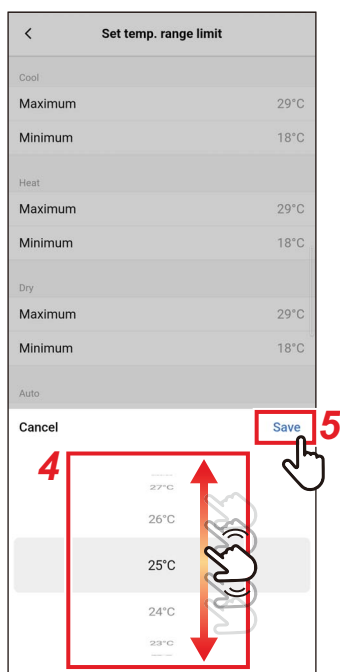 Set temp. range limit
Cool
Maximum 29°C
Minimum 18°C
Heat
Maximum 29°C
Minimum 18°C
Dry
Maximum 29°C
Minimum 18°C
Auto
Cancel Save 5
4
27°C
26°C
25°C
24°C
23°C